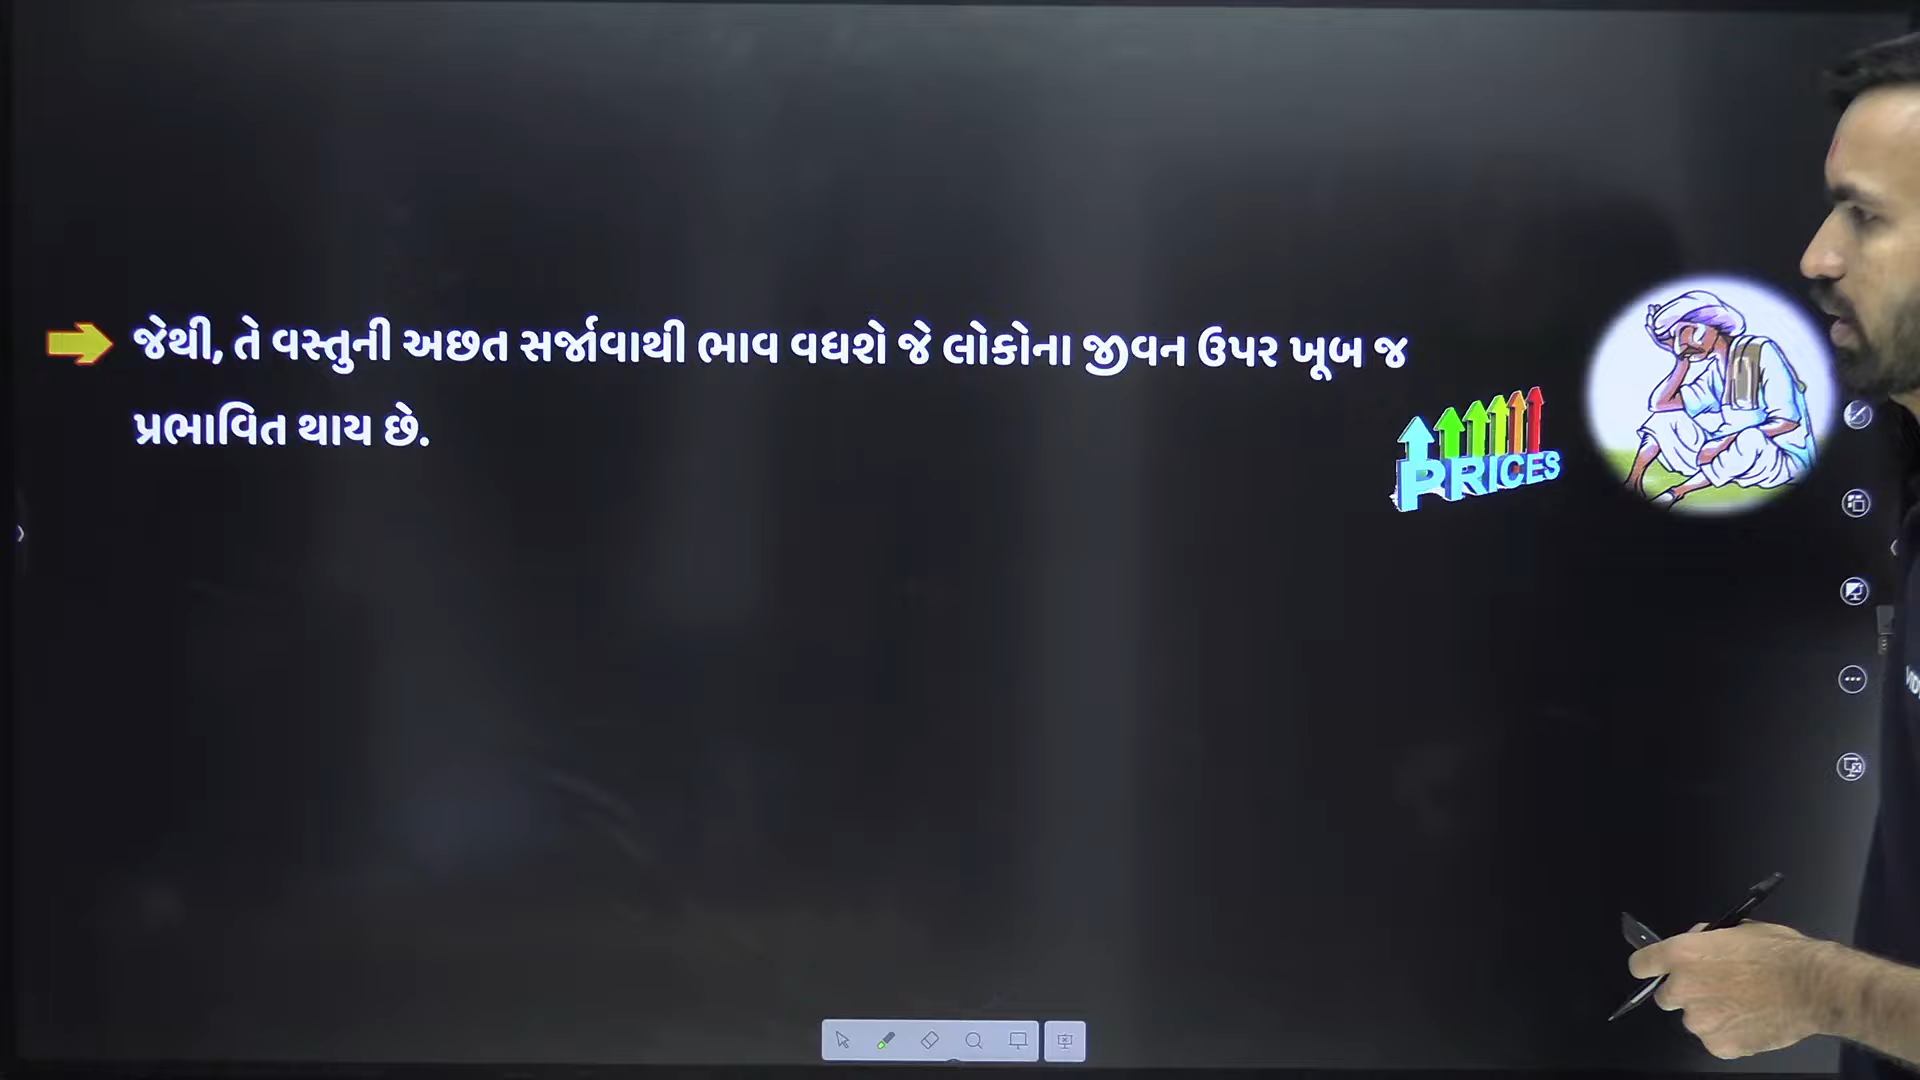 જેથી, તે વસ્તુની અછત સર્જાવાથી ભાવ વધશે જે લોકોના જીવન ઉપર ખૂબ જ
પ્રભાવિત થાય છે.
PRICES